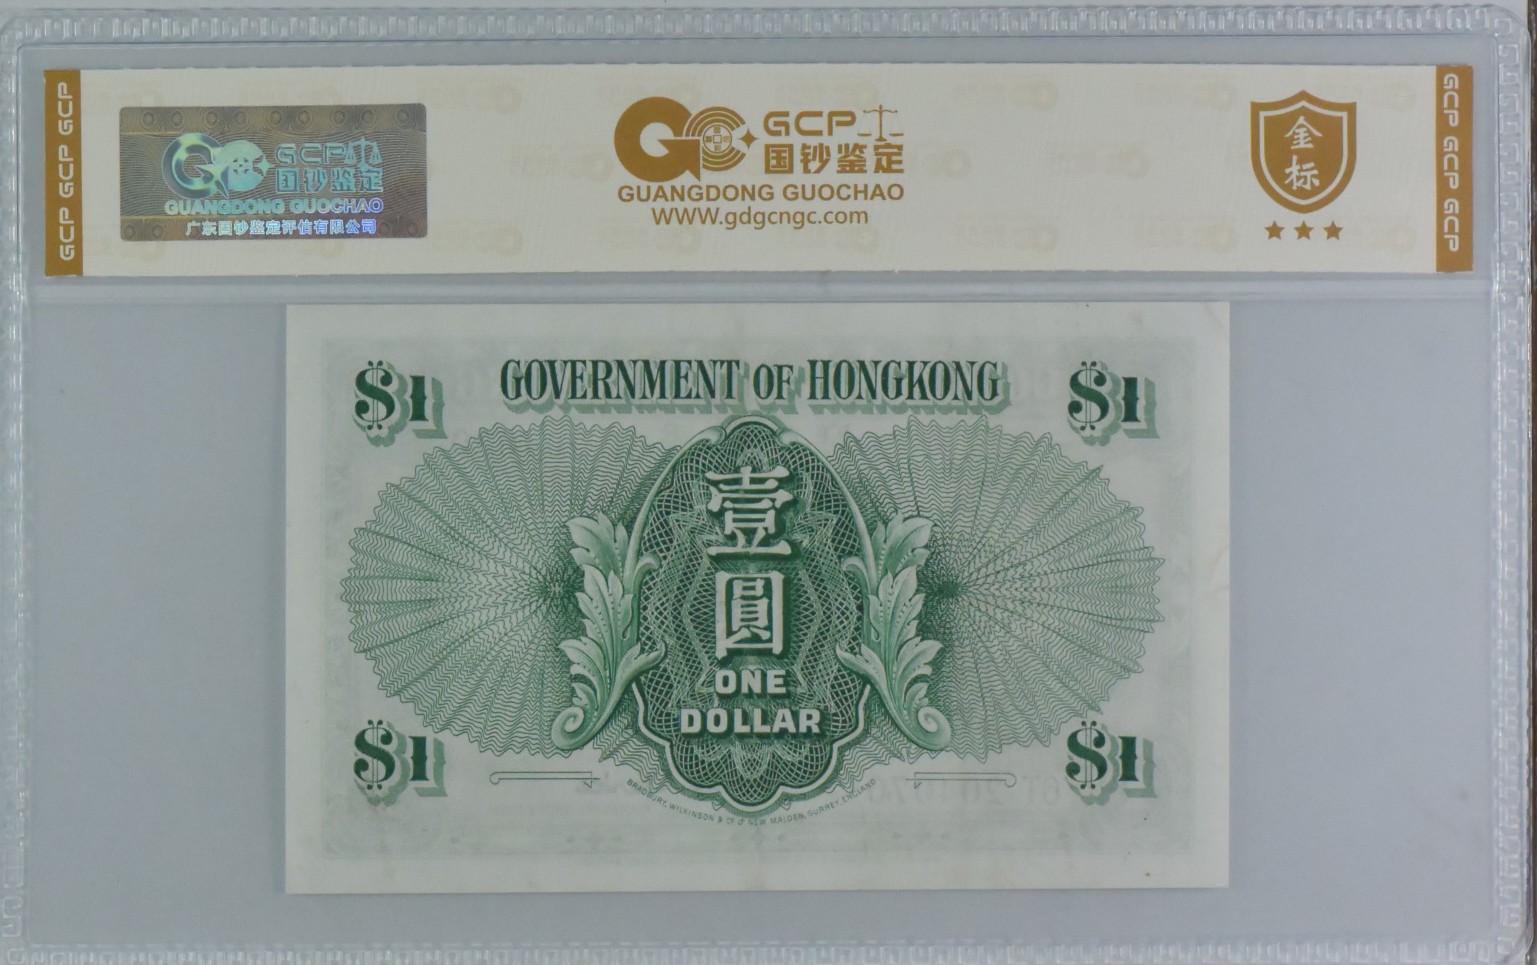 GCP GCP GCP
GCP
国钞鉴定
GUANGDONG GUOCHAO
广东国钞鉴定评估有限公司
GCP
国钞鉴定
GUANGDONG GUOCHAO
WWW.gdgcngc.com
金
标
GCP GCP GCP
$1
GOVERNMENT OF HONGKONG
$1
壹
圓
ONE
DOLLAR
$1
$1
BRADBURY, WILKINSON & Co Ld NEW MALDEN, SURREY, ENGLAND